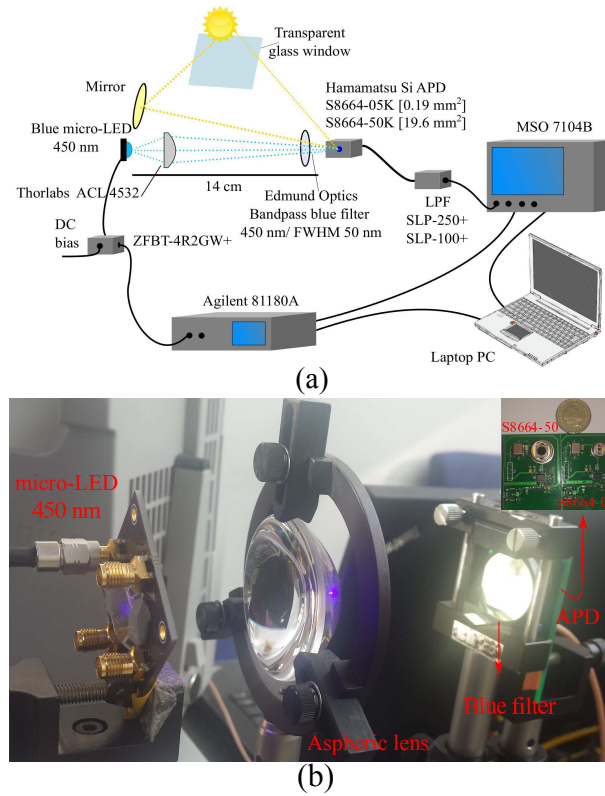 Transparent
glass window
Mirror
Hamamatsu Si APD
S8664-05K [0.19 mm²]
S8664-50K [19.6 mm²]
MSO 7104B
Blue micro-LED
450 nm
14 cm
Thorlabs ACL 4532
Edmund Optics
Bandpass blue filter
450 nm/ FWHM 50 nm
LPF
SLP-250+
SLP-100+
DC
bias
ZFBT-4R2GW+
Agilent 81180A
Laptop PC
(a)
S8664-50
micro-LED
450 nm
APD
Blue filter
Aspheric lens
(b)